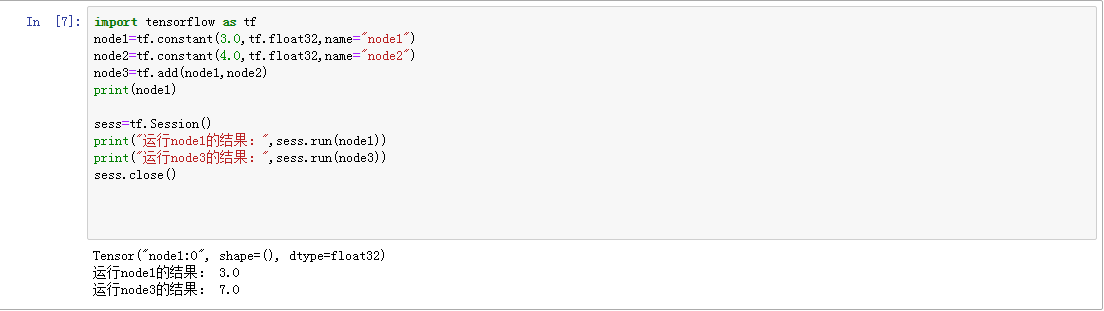 In [7]:
import tensorflow as tf
node1=tf.constant(3.0,tf.float32,name="node1")
node2=tf.constant(4.0,tf.float32,name="node2")
node3=tf.add(node1,node2)
print(node1)
sess=tf.Session()
print("运行node1的结果：",sess.run(node1))
print("运行node3的结果：",sess.run(node3))
sess.close()
Tensor("node1:0", shape=(), dtype=float32)
运行node1的结果： 3.0
运行node3的结果： 7.0